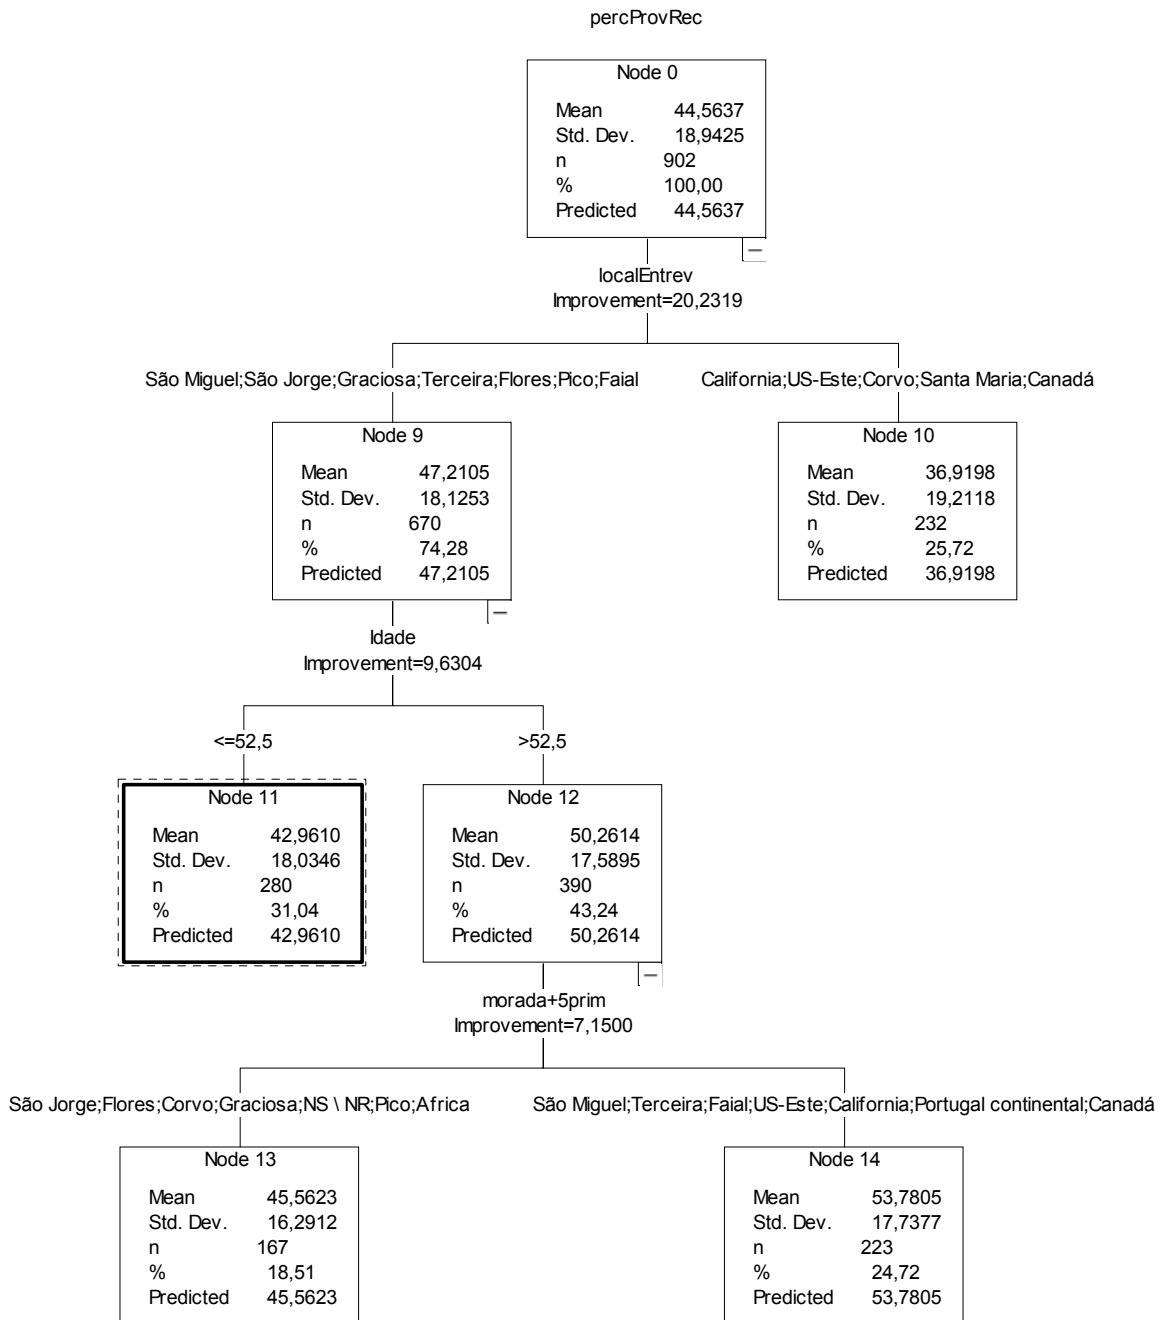 percProvRec
Node 0
Mean 44,5637
Std. Dev. 18,9425
n 902
% 100,00
Predicted 44,5637
localEntrev
Improvement=20,2319
São Miguel;São Jorge;Graciosa;Terceira;Flores;Pico;Faial
California;US-Este;Corvo;Santa Maria;Canadá
Node 9
Mean 47,2105
Std. Dev. 18,1253
n 670
% 74,28
Predicted 47,2105
Node 10
Mean 36,9198
Std. Dev. 19,2118
n 232
% 25,72
Predicted 36,9198
Idade
Improvement=9,6304
<=52,5
>52,5
Node 11
Mean 42,9610
Std. Dev. 18,0346
n 280
% 31,04
Predicted 42,9610
Node 12
Mean 50,2614
Std. Dev. 17,5895
n 390
% 43,24
Predicted 50,2614
morada+5prim
Improvement=7,1500
São Jorge;Flores;Corvo;Graciosa;NS \ NR;Pico;Africa
São Miguel;Terceira;Faial;US-Este;California;Portugal continental;Canadá
Node 13
Mean 45,5623
Std. Dev. 16,2912
n 167
% 18,51
Predicted 45,5623
Node 14
Mean 53,7805
Std. Dev. 17,7377
n 223
% 24,72
Predicted 53,7805